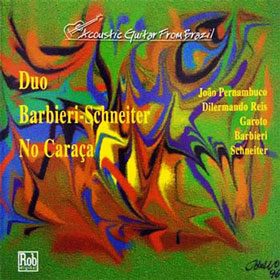 Acoustic Guitar From Brazil
Duo
Barbieri-Schneiter
No Caraça
João Pernambuco
Dilermando Reis
Garoto
Barbieri
Schneiter
Rob